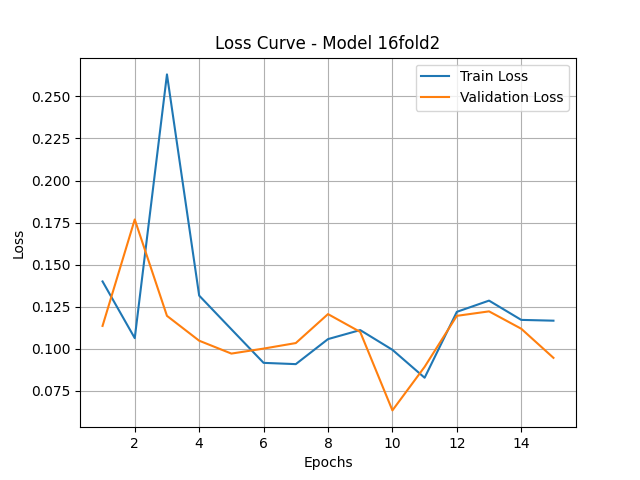 Loss Curve - Model 16fold2
Train Loss
Validation Loss
0.250
0.225
0.200
0.175
0.150
0.125
0.100
0.075
Loss
2 4 6 8 10 12 14
Epochs